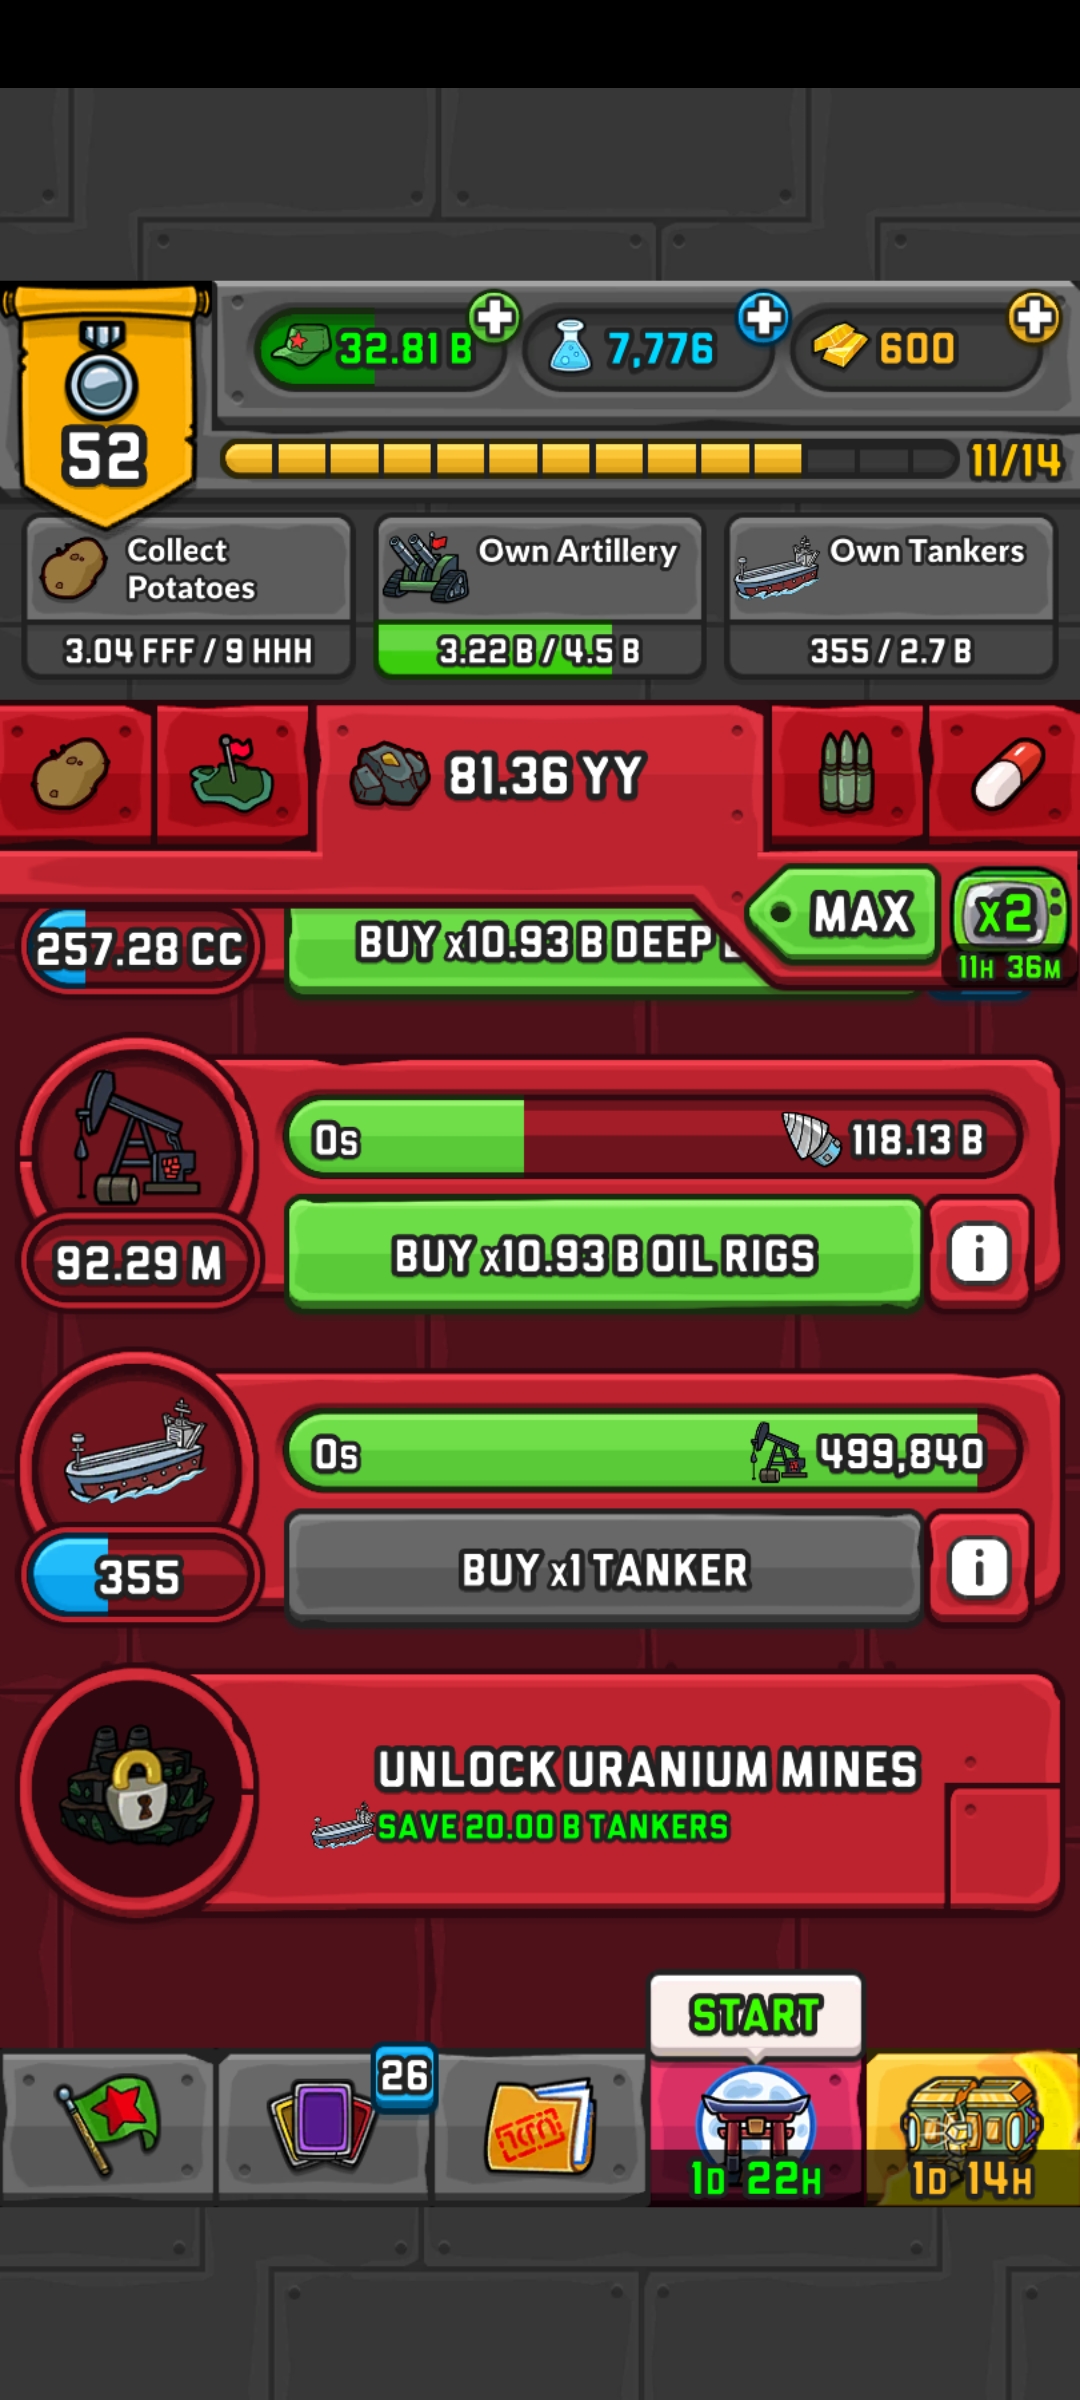 32.81 B
7,776
600
52
11/14
Collect
Potatoes
3.04 FFF / 9 HHH
Own Artillery
3.22 B / 4.5 B
Own Tankers
355 / 2.7 B
81.36 YY
MAX
x2
11H 36M
257.28 CC
BUY x10.93 B DEEP
0s
118.13 B
92.29 M
BUY x10.93 B OIL RIGS
i
0s
499,840
355
BUY x1 TANKER
i
UNLOCK URANIUM MINES
SAVE 20.00 B TANKERS
START
26
1D 22H
1D 14H